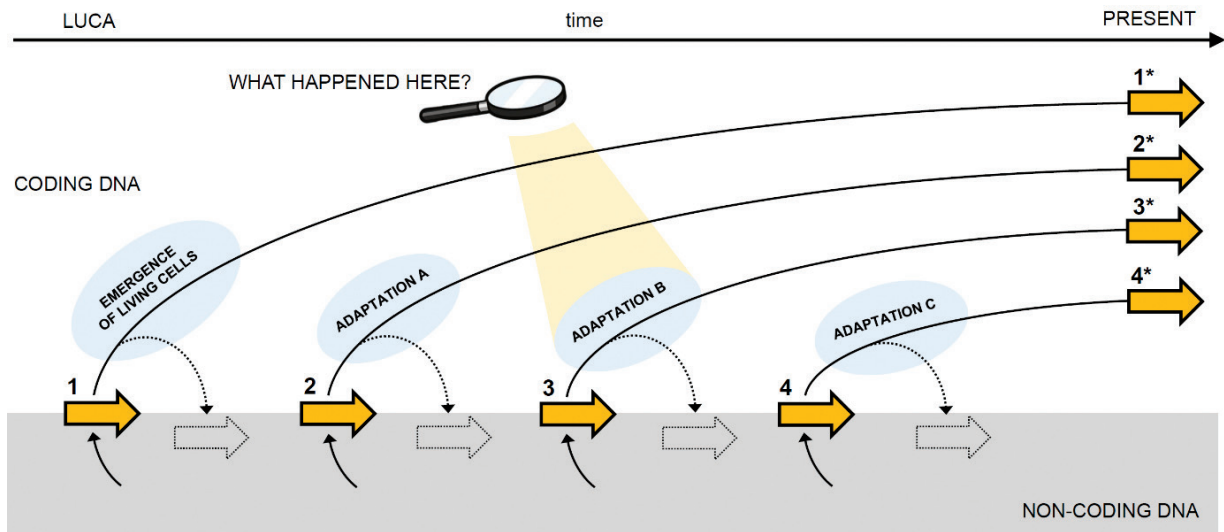 LUCA
time
PRESENT
WHAT HAPPENED HERE?
1*
2*
CODING DNA
3*
4*
EMERGENCE
OF LIVING CELLS
ADAPTATION A
ADAPTATION B
ADAPTATION C
1
2
3
4
NON-CODING DNA